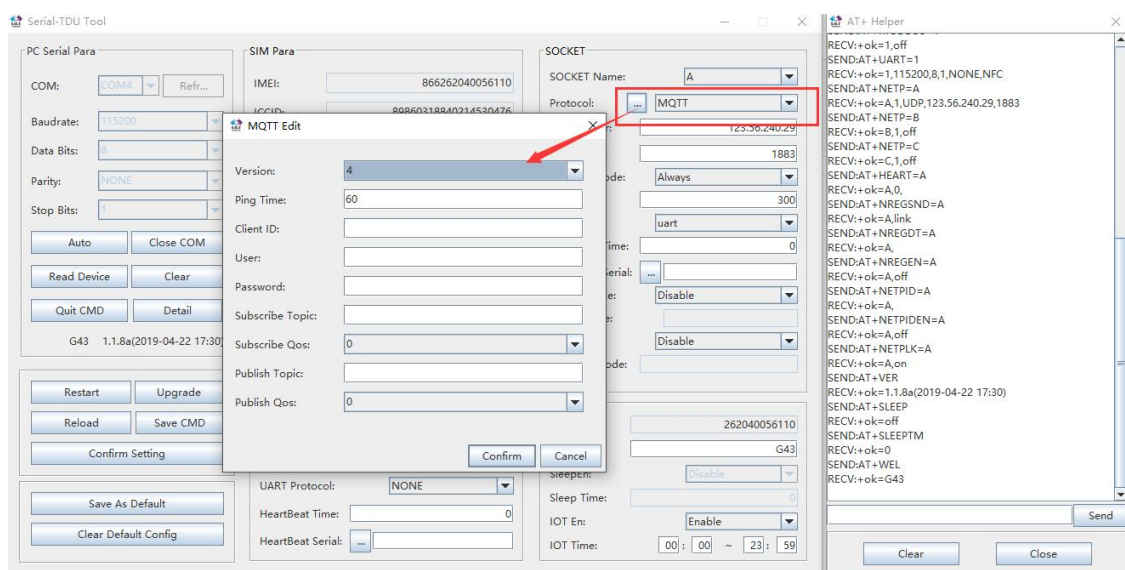 Serial-TDU Tool
PC Serial Para
COM:
COM4
Refr...
Baudrate:
115200
Data Bits:
8
Parity:
NONE
Stop Bits:
1
Auto
Close COM
Read Device
Clear
Quit CMD
Detail
G43 1.1.8a(2019-04-22 17:30)
Restart
Upgrade
Reload
Save CMD
Confirm Setting
Save As Default
Clear Default Config
SIM Para
IMEI:
866262040056110
ICCID:
89860318840214530476
MQTT Edit
Version:
4
Ping Time:
60
Client ID:
User:
Password:
Subscribe Topic:
Subscribe Qos:
0
Publish Topic:
Publish Qos:
0
Confirm
Cancel
UART Protocol:
NONE
HeartBeat Time:
0
HeartBeat Serial:
...
SOCKET
SOCKET Name:
A
Protocol:
...
MQTT
123.56.240.29
1883
ode:
Always
300
uart
ime:
0
erial:
...
e:
Disable
e:
Disable
ode:
262040056110
G43
SleepEn:
Disable
Sleep Time:
0
IOT En:
Enable
IOT Time:
00 : 00 ~ 23 : 59
AT+ Helper
RECV:+ok=1,off
SEND:AT+UART=1
RECV:+ok=1,115200,8,1,NONE,NFC
SEND:AT+NETP=A
RECV:+ok=A,1,UDP,123.56.240.29,1883
SEND:AT+NETP=B
RECV:+ok=B,1,off
SEND:AT+NETP=C
RECV:+ok=C,1,off
SEND:AT+HEART=A
RECV:+ok=A,0,
SEND:AT+NREGSND=A
RECV:+ok=A,link
SEND:AT+NREGDT=A
RECV:+ok=A,
SEND:AT+NREGEN=A
RECV:+ok=A,off
SEND:AT+NETPID=A
RECV:+ok=A,
SEND:AT+NETPIDEN=A
RECV:+ok=A,off
SEND:AT+NETPLK=A
RECV:+ok=A,on
SEND:AT+VER
RECV:+ok=1.1.8a(2019-04-22 17:30)
SEND:AT+SLEEP
RECV:+ok=off
SEND:AT+SLEEPTM
RECV:+ok=0
SEND:AT+WEL
RECV:+ok=G43
Send
Clear
Close